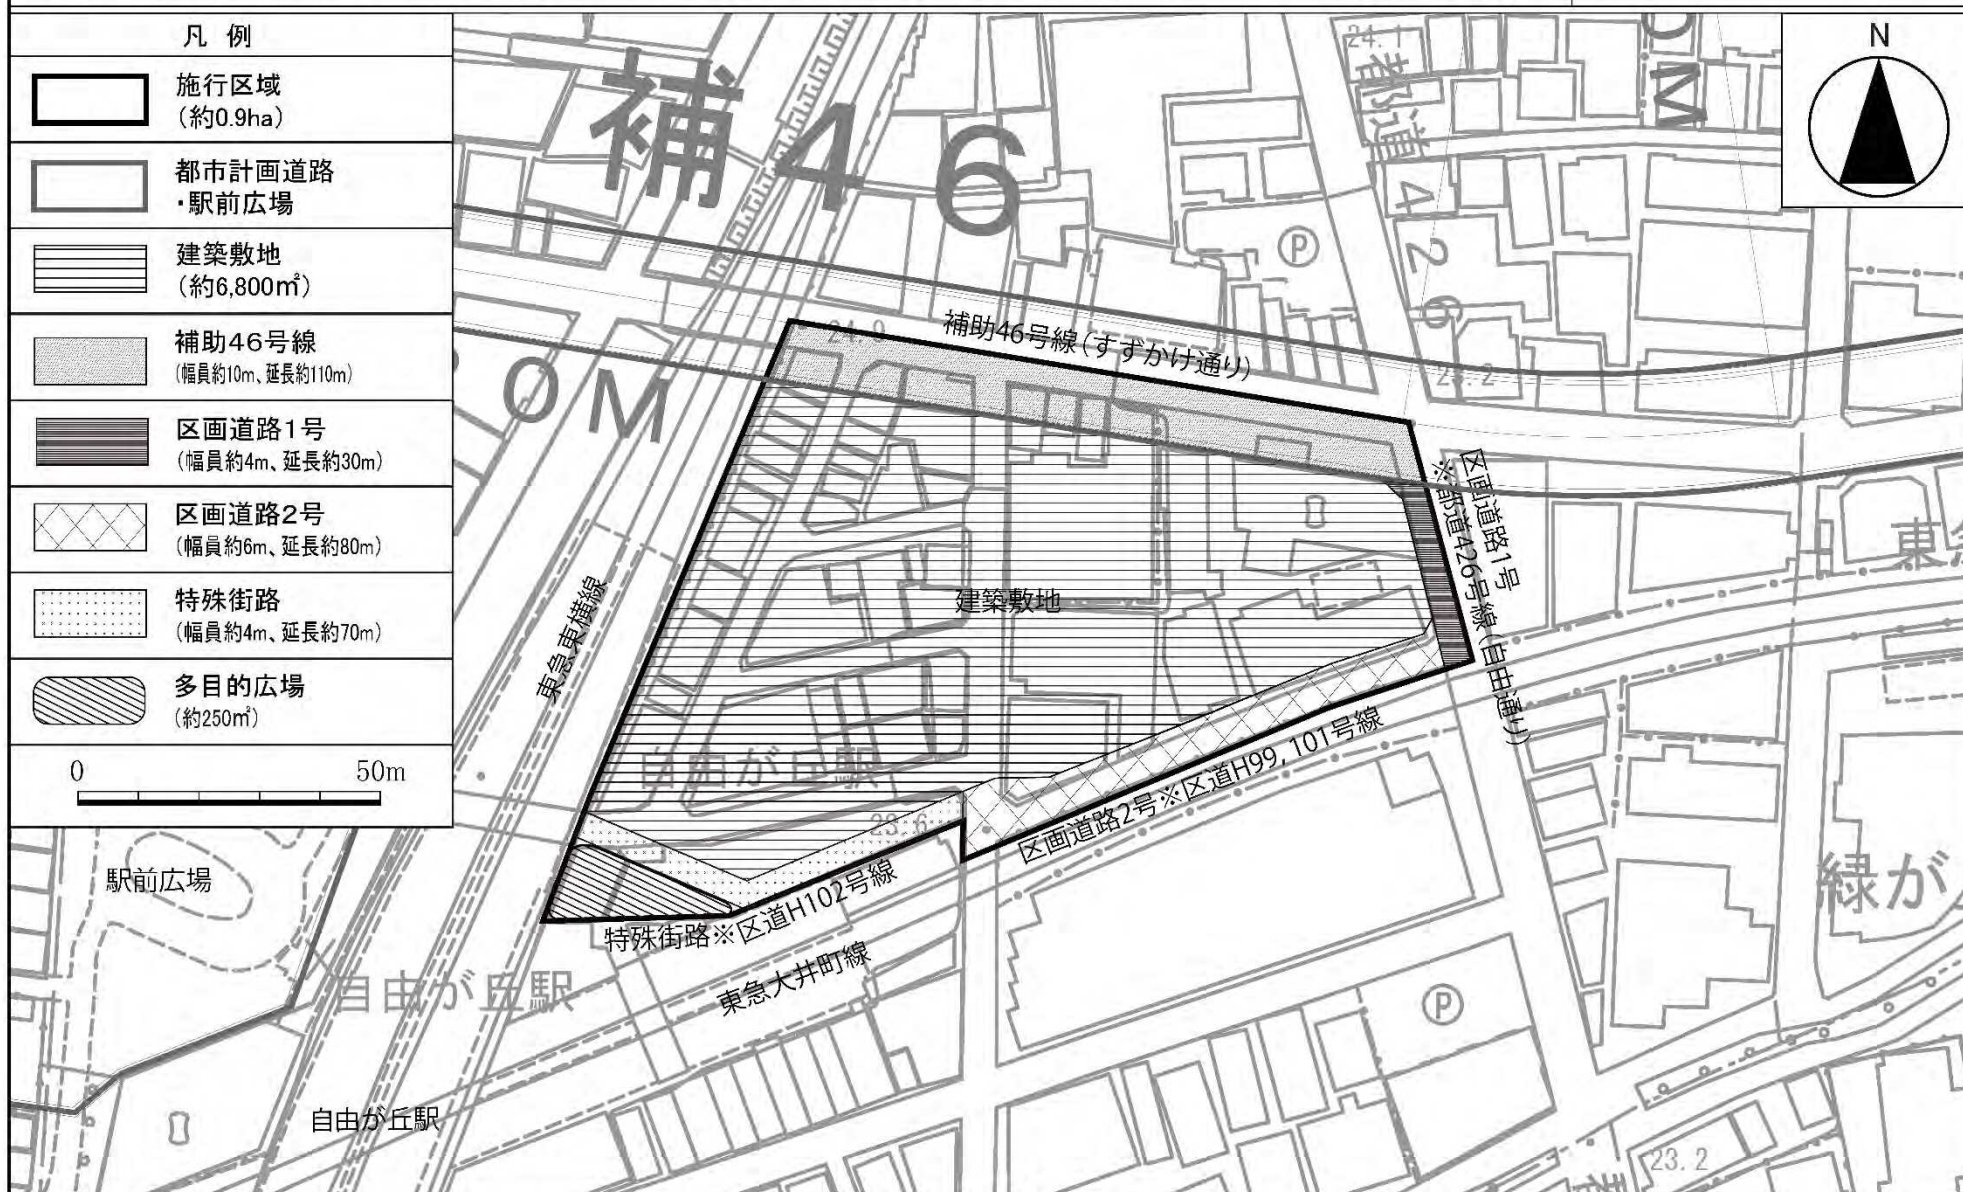 凡 例
施行区域
(約0.9ha)
都市計画道路
・駅前広場
建築敷地
(約6,800㎡)
補助46号線
(幅員約10m、延長約110m)
区画道路1号
(幅員約4m、延長約30m)
区画道路2号
(幅員約6m、延長約80m)
特殊街路
(幅員約4m、延長約70m)
多目的広場
(約250㎡)
0 50m
N
補46
24.1
都道426
OM
P
24.9
補助46号線(すずかけ通り)
23.2
OM
区画道路1号
※都道426号線(自由通り)
東急東横線
建築敷地
自由が丘駅
23.6
区画道路2号※区道H99, 101号線
特殊街路※区道H102号線
東急大井町線
駅前広場
自由が丘駅
自由が丘駅
緑が
P
23.2